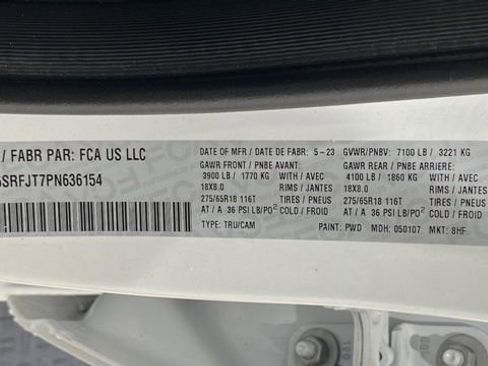 / FABR PAR: FCA US LLC
SRFJT7PN636154
DATE OF MFR / DATE DE FABR: 5-23 GVWR/PNBV: 7100 LB / 3221 KG
GAWR FRONT / PNBE AVANT: GAWR REAR / PNBE ARRIERE:
3900 LB / 1770 KG WITH / AVEC 4100 LB / 1860 KG WITH / AVEC
18X8.0 RIMS / JANTES 18X8.0 RIMS / JANTES
275/65R18 116T TIRES / PNEUS 275/65R18 116T TIRES / PNEUS
AT / A 36 PSI LB/PO² COLD / FROID AT / A 36 PSI LB/PO² COLD / FROID
TYPE: TRU/CAM PAINT: PWD MDH: 050107 MKT: 8HF